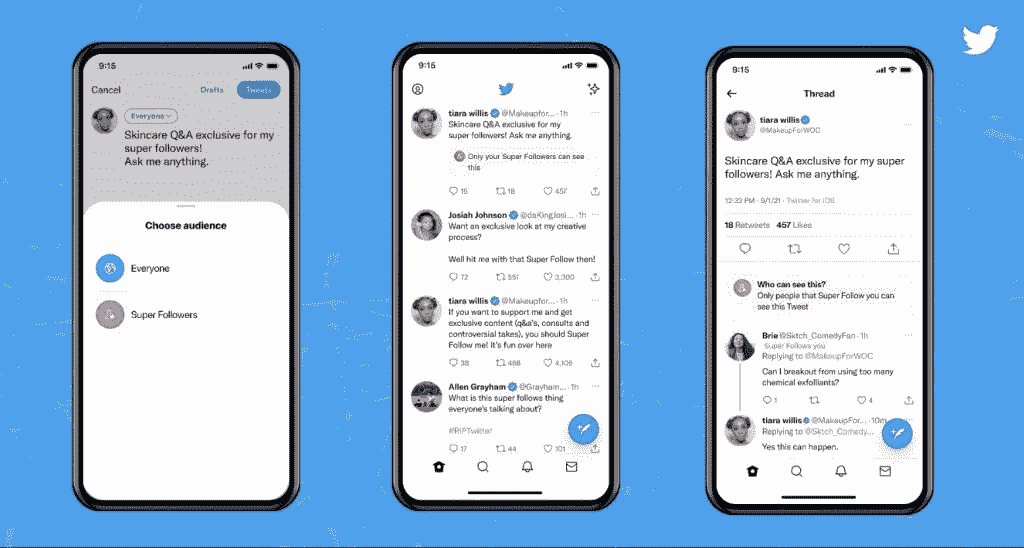 9:15
Cancel
Drafts
Tweets
Everyone
Skincare Q&A exclusive for my
super followers!
Ask me anything.
Choose audience
Everyone
Super Followers
9:15
tiara willis @Makeupfor... · 1h
Skincare Q&A exclusive for my
super followers! Ask me anything.
Only your Super Followers can see
this
15 18 457
Josiah Johnson @daKingJosi... · 1h
Want an exclusive look at my creative
process?
Well hit me with that Super Follow then!
72 551 3,300
tiara willis @Makeupfor... · 1h
If you want to support me and get
exclusive content (q&a's, consults and
controversial takes), you should Super
Follow me! It's fun over here
38 468 4,105
Allen Grayham @Grayham... · 1h
What is this super follows thing
everyone's talking about?
#RIPTwitter
17 44 101
9:15
Thread
tiara willis
@MakeupForWOC
Skincare Q&A exclusive for my super
followers! Ask me anything.
12:32 PM · 9/1/21 · Twitter for iOS
18 Retweets 457 Likes
Who can see this?
Only people that Super Follow you can
see this Tweet
Brie @Sktch_ComedyFan · 1h
Super Follows you
Replying to @MakeupForWOC
Can I breakout from using too many
chemical exfoliants?
1 4
tiara willis @MakeupFor... · 10m
Replying to @Sktch_Comedy...
Yes this can happen.